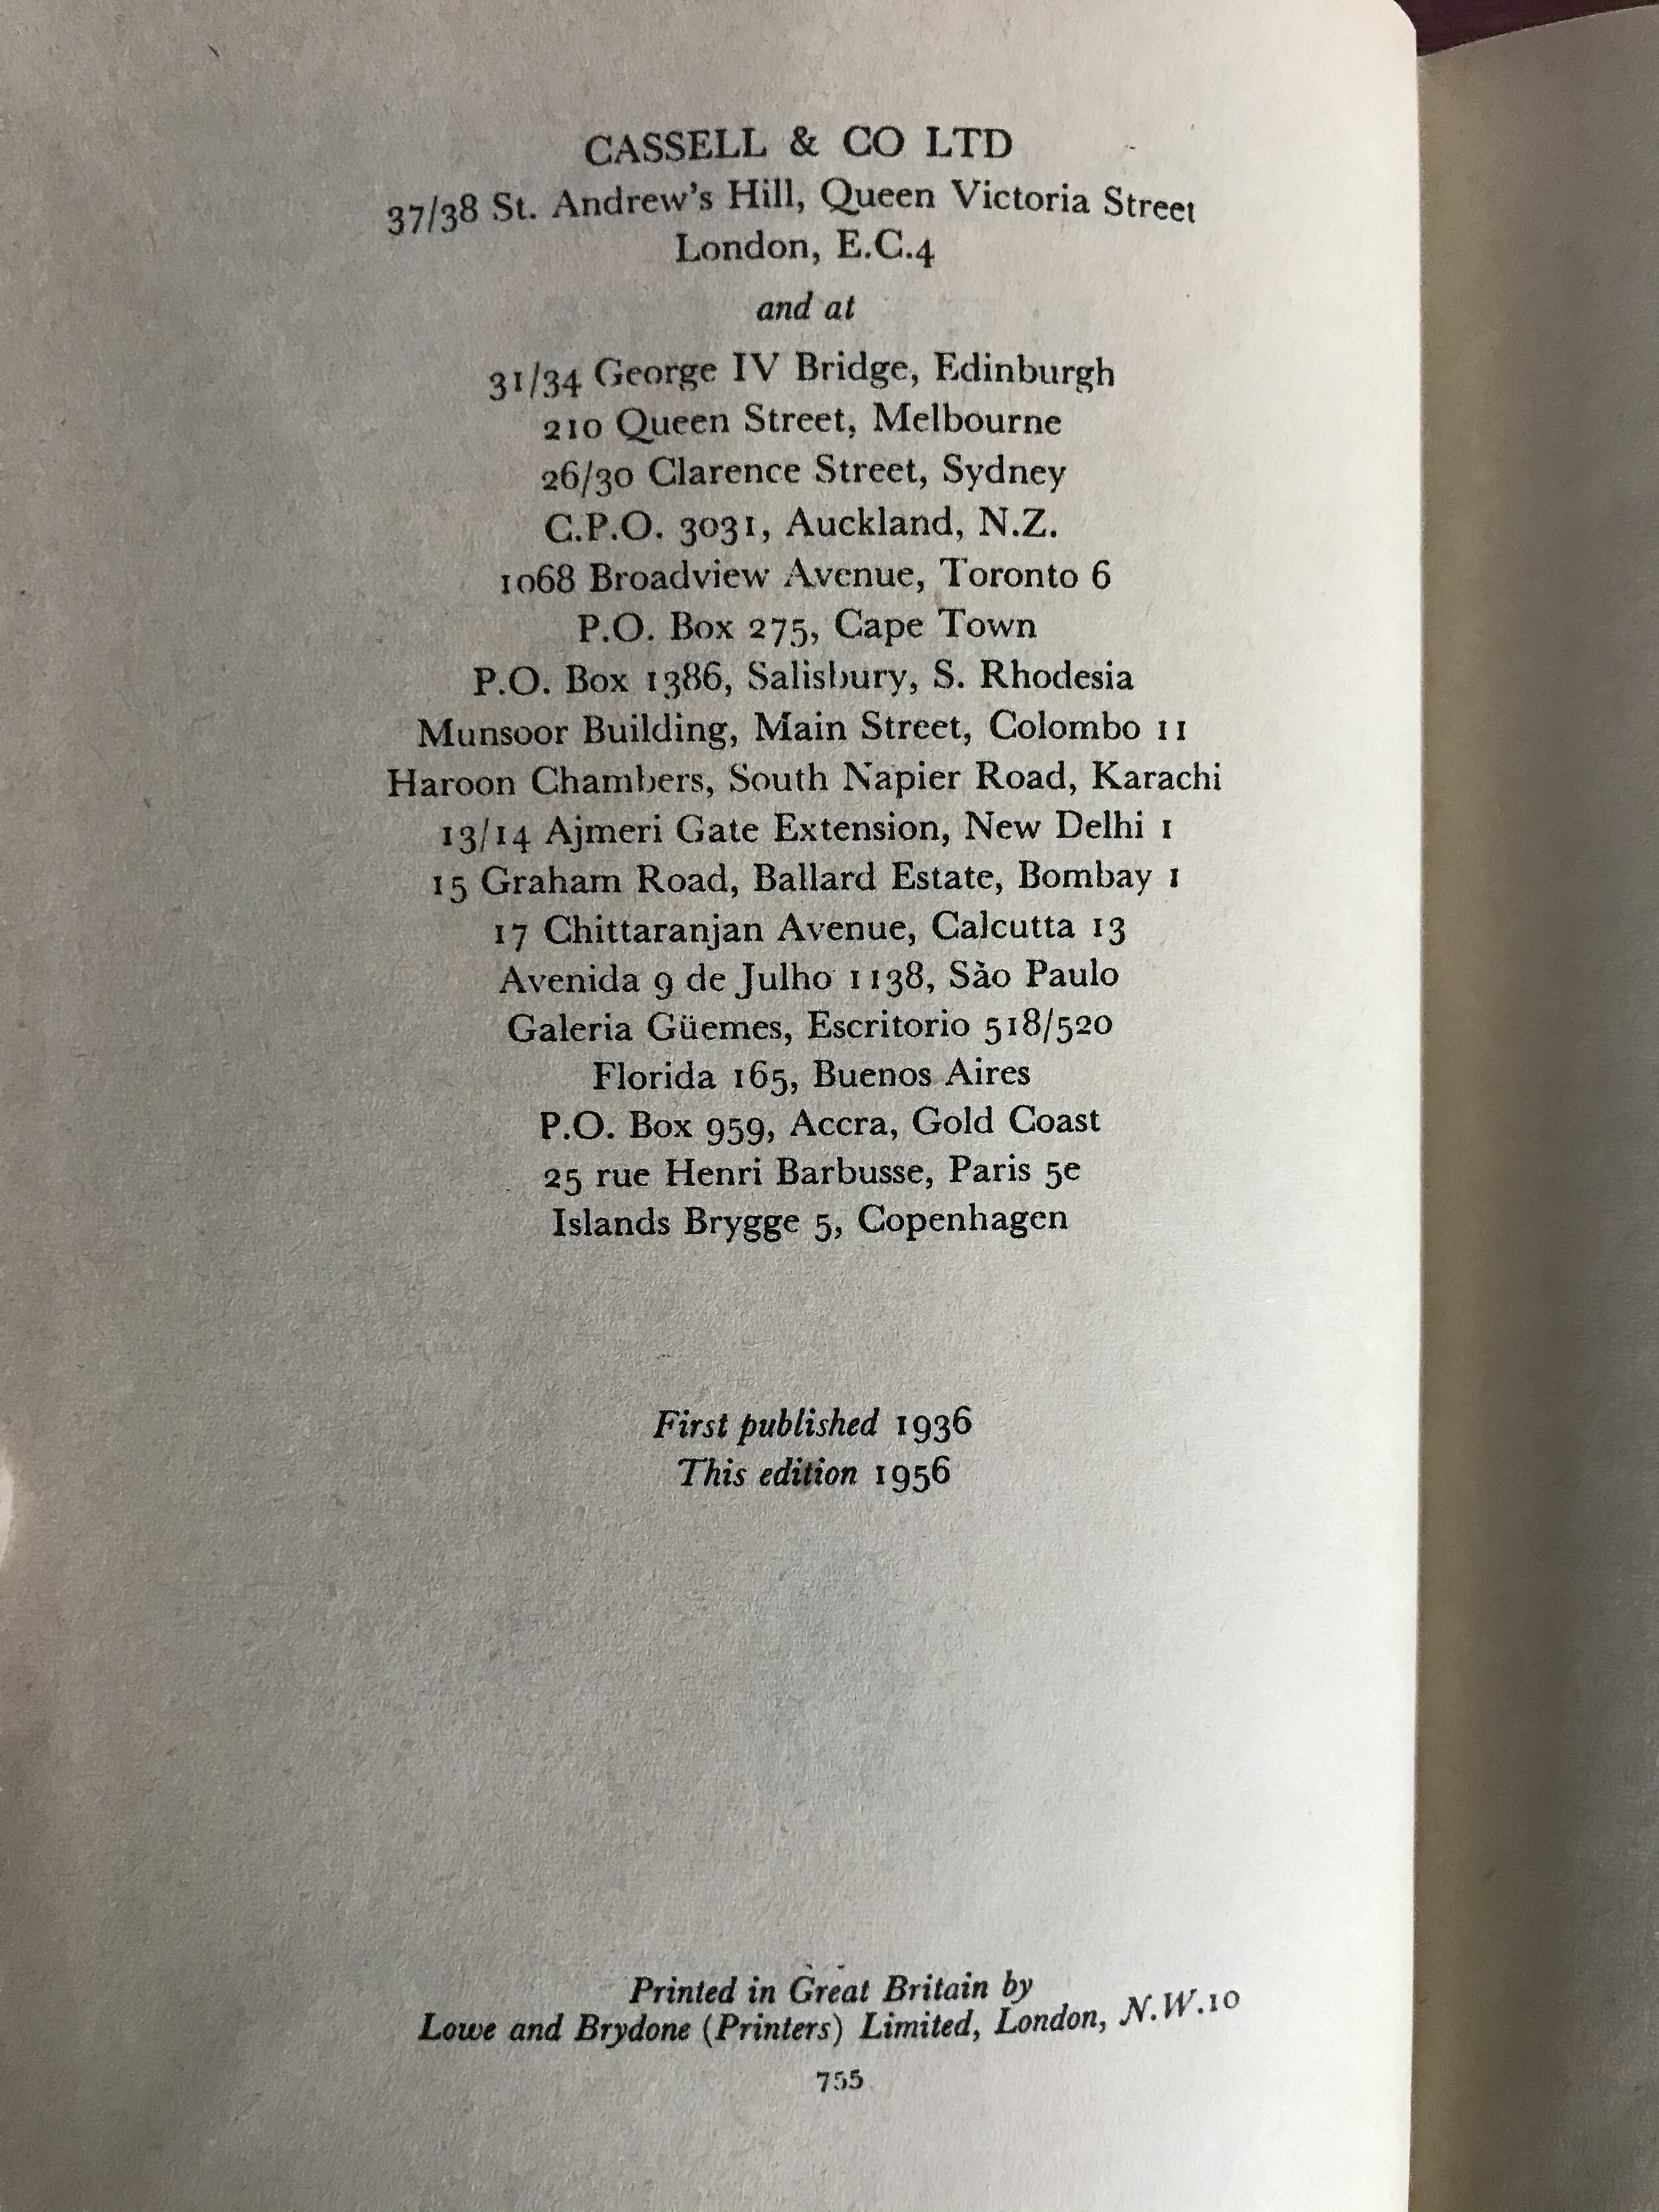 CASSELL & CO LTD
37/38 St. Andrew's Hill, Queen Victoria Street
London, E.C.4
and at
31/34 George IV Bridge, Edinburgh
210 Queen Street, Melbourne
26/30 Clarence Street, Sydney
C.P.O. 3031, Auckland, N.Z.
1068 Broadview Avenue, Toronto 6
P.O. Box 275, Cape Town
P.O. Box 1386, Salisbury, S. Rhodesia
Munsoor Building, Main Street, Colombo 11
Haroon Chambers, South Napier Road, Karachi
13/14 Ajmeri Gate Extension, New Delhi 1
15 Graham Road, Ballard Estate, Bombay 1
17 Chittaranjan Avenue, Calcutta 13
Avenida 9 de Julho 1138, São Paulo
Galeria Güemes, Escritorio 518/520
Florida 165, Buenos Aires
P.O. Box 959, Accra, Gold Coast
25 rue Henri Barbusse, Paris 5e
Islands Brygge 5, Copenhagen
First published 1936
This edition 1956
Printed in Great Britain by
Lowe and Brydone (Printers) Limited, London, N.W.10
755